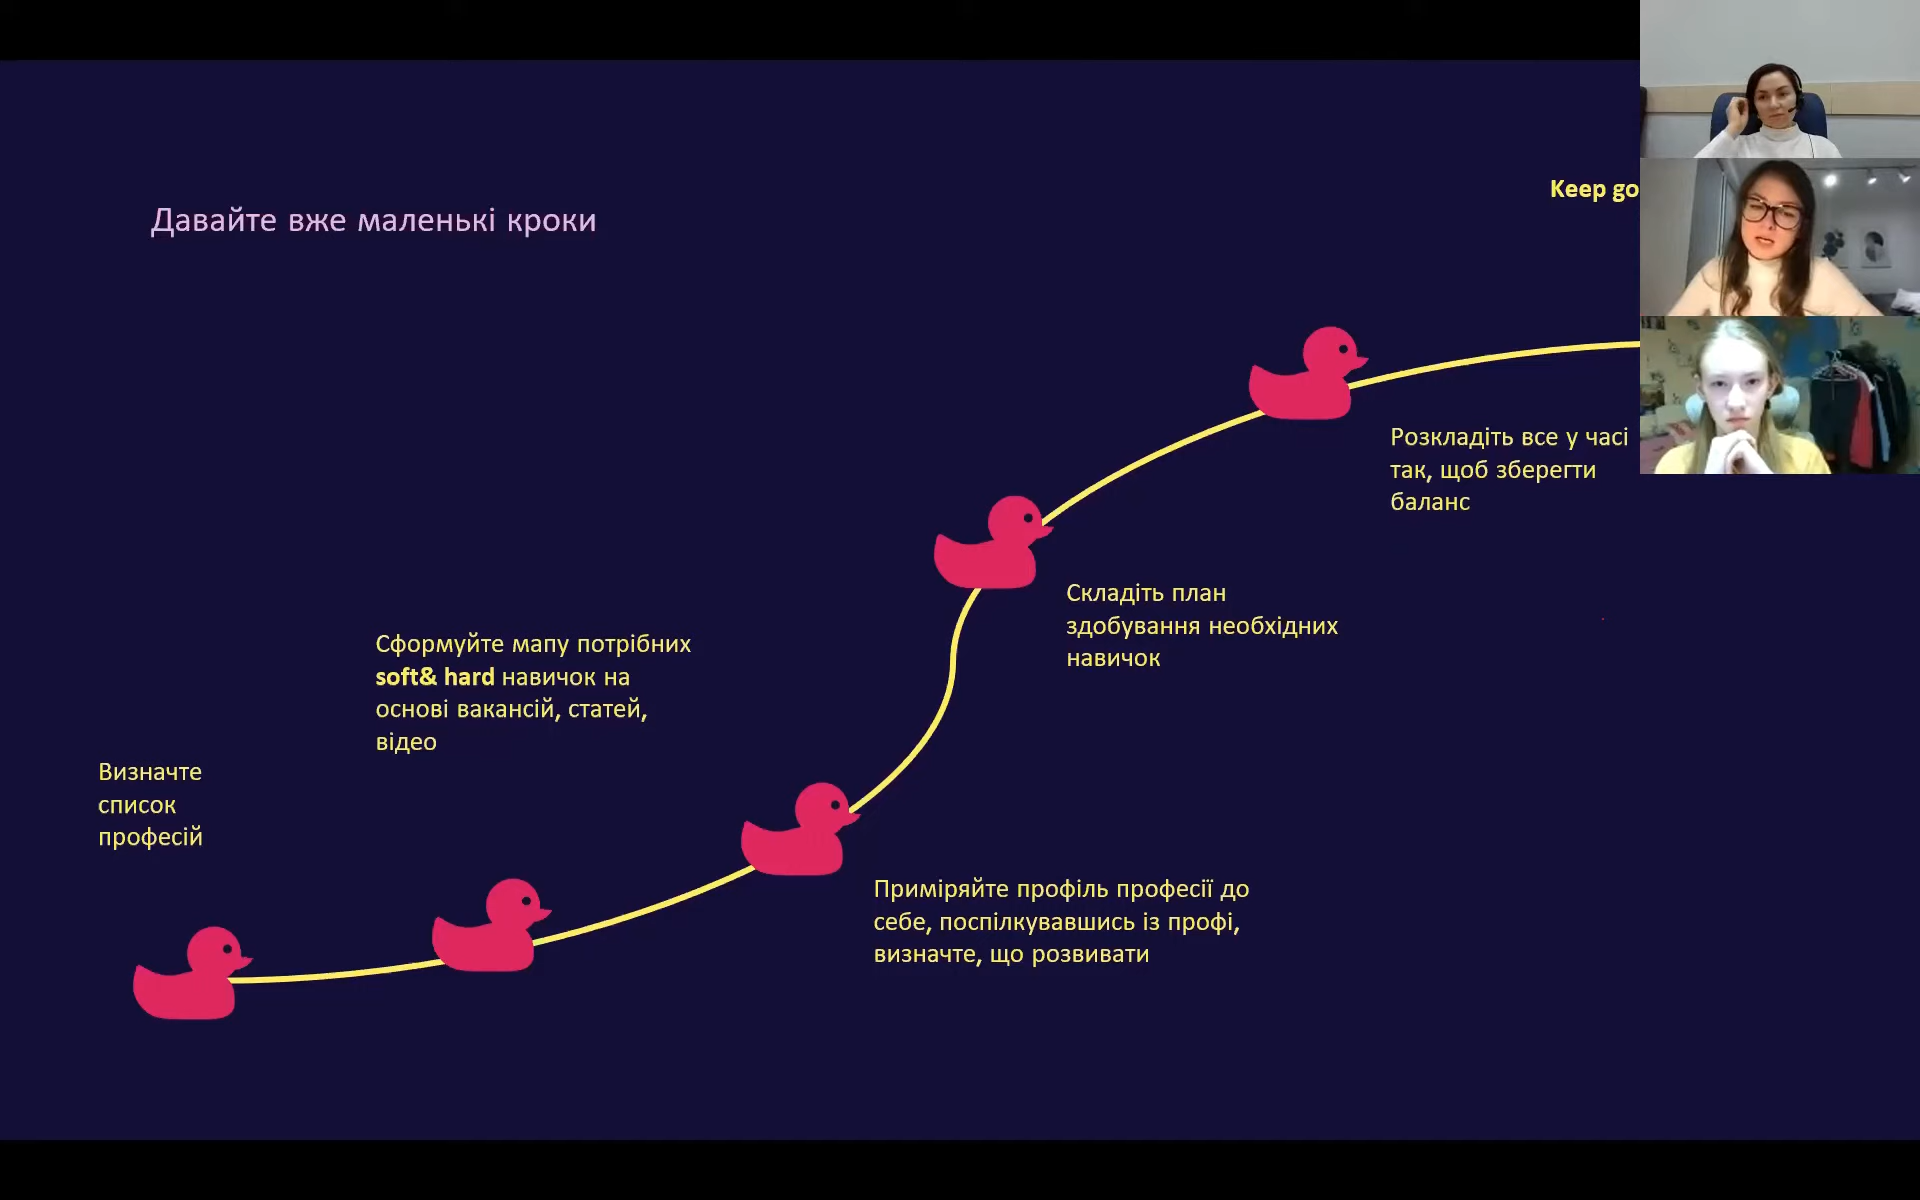 Давайте вже маленькі кроки
Keep go
Розкладіть все у часі
так, щоб зберегти
баланс
Складіть план
здобування необхідних
навичок
Сформуйте мапу потрібних
soft& hard навичок на
основі вакансій, статей,
відео
Визначте
список
професій
Приміряйте профіль професії до
себе, поспілкувавшись із профі,
визначте, що розвивати